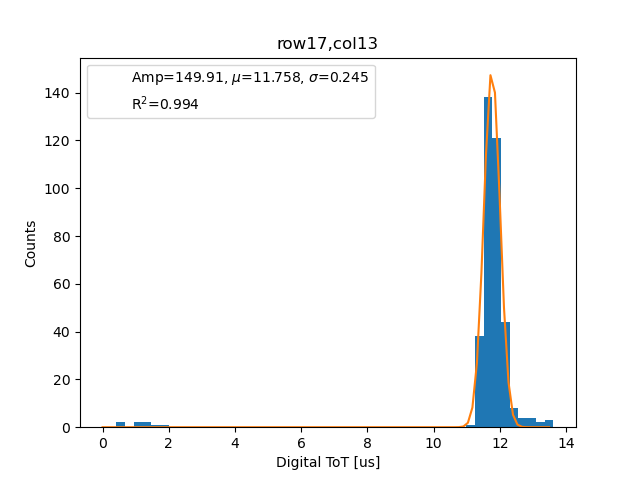 row17,col13
Amp=149.91, μ=11.758, σ=0.245
R²=0.994
140
120
100
80
60
40
20
0
Counts
0 2 4 6 8 10 12 14
Digital ToT [us]